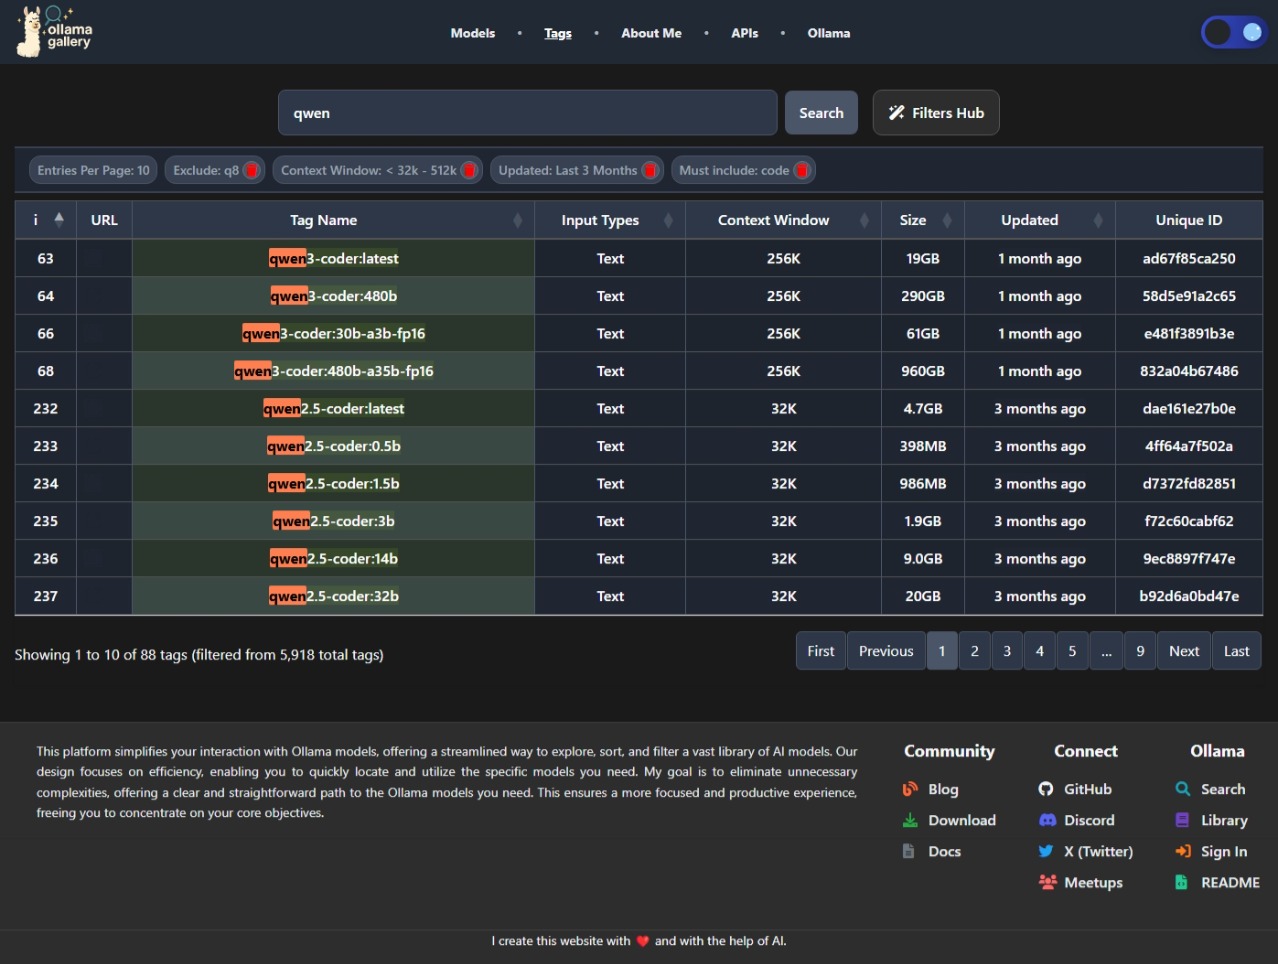 ollama
gallery
Models • Tags • About Me • APIs • Ollama
qwen Search Filters Hub
Entries Per Page: 10 Exclude: q8 Context Window: < 32k - 512k Updated: Last 3 Months Must include: code
i URL Tag Name Input Types Context Window Size Updated Unique ID
63 qwen3-coder:latest Text 256K 19GB 1 month ago ad67f85ca250
64 qwen3-coder:480b Text 256K 290GB 1 month ago 58d5e91a2c65
66 qwen3-coder:30b-a3b-fp16 Text 256K 61GB 1 month ago e481f3891b3e
68 qwen3-coder:480b-a35b-fp16 Text 256K 960GB 1 month ago 832a04b67486
232 qwen2.5-coder:latest Text 32K 4.7GB 3 months ago dae161e27b0e
233 qwen2.5-coder:0.5b Text 32K 398MB 3 months ago 4ff64a7f502a
234 qwen2.5-coder:1.5b Text 32K 986MB 3 months ago d7372fd82851
235 qwen2.5-coder:3b Text 32K 1.9GB 3 months ago f72c60cabf62
236 qwen2.5-coder:14b Text 32K 9.0GB 3 months ago 9ec8897f747e
237 qwen2.5-coder:32b Text 32K 20GB 3 months ago b92d6a0bd47e
Showing 1 to 10 of 88 tags (filtered from 5,918 total tags)
First Previous 1 2 3 4 5 ... 9 Next Last
This platform simplifies your interaction with Ollama models, offering a streamlined way to explore, sort, and filter a vast library of AI models. Our
design focuses on efficiency, enabling you to quickly locate and utilize the specific models you need. My goal is to eliminate unnecessary
complexities, offering a clear and straightforward path to the Ollama models you need. This ensures a more focused and productive experience,
freeing you to concentrate on your core objectives.
Community
Blog
Download
Docs
Connect
GitHub
Discord
X (Twitter)
Meetups
Ollama
Search
Library
Sign In
README
I create this website with ❤️ and with the help of AI.